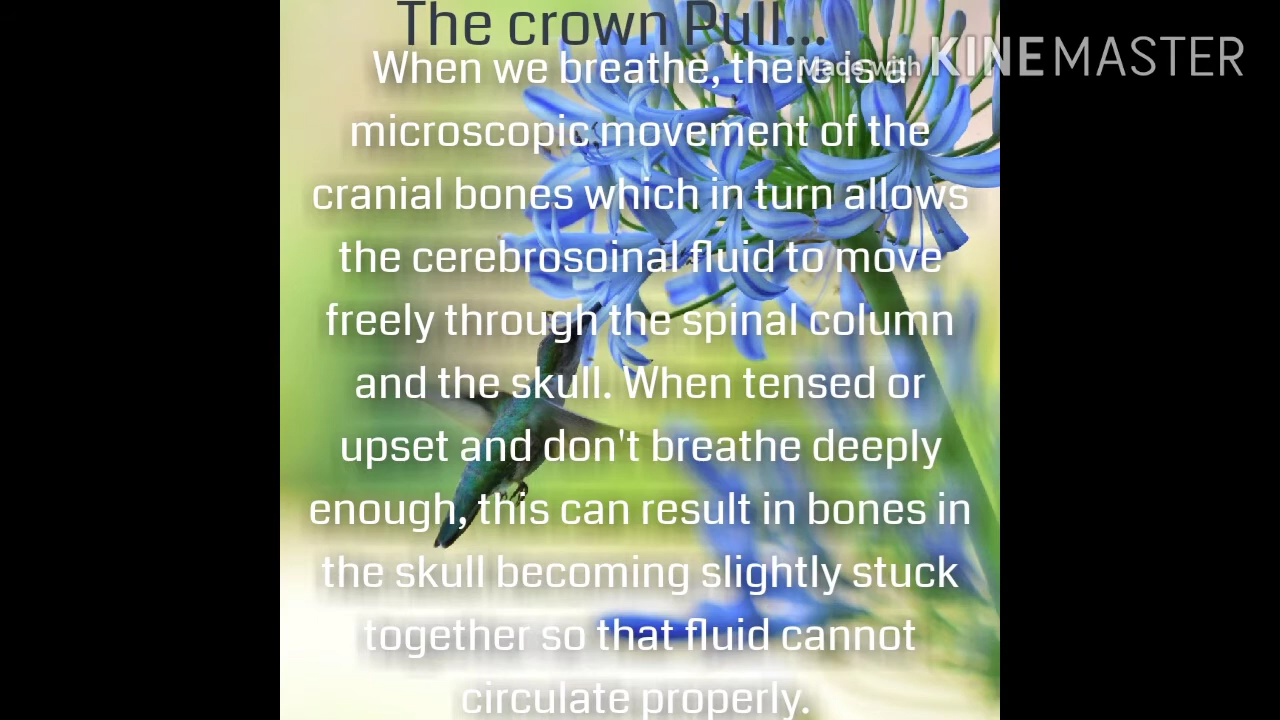 The crown Pull...
Made with KINEMASTER
When we breathe, there is a
microscopic movement of the
cranial bones which in turn allows
the cerebrosoinal fluid to move
freely through the spinal column
and the skull. When tensed or
upset and don't breathe deeply
enough, this can result in bones in
the skull becoming slightly stuck
together so that fluid cannot
circulate properly.